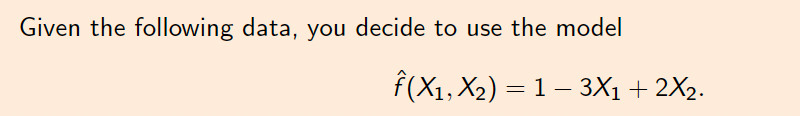 Given the following data, you decide to use the model
f̂(X₁, X₂) = 1 − 3X₁ + 2X₂.